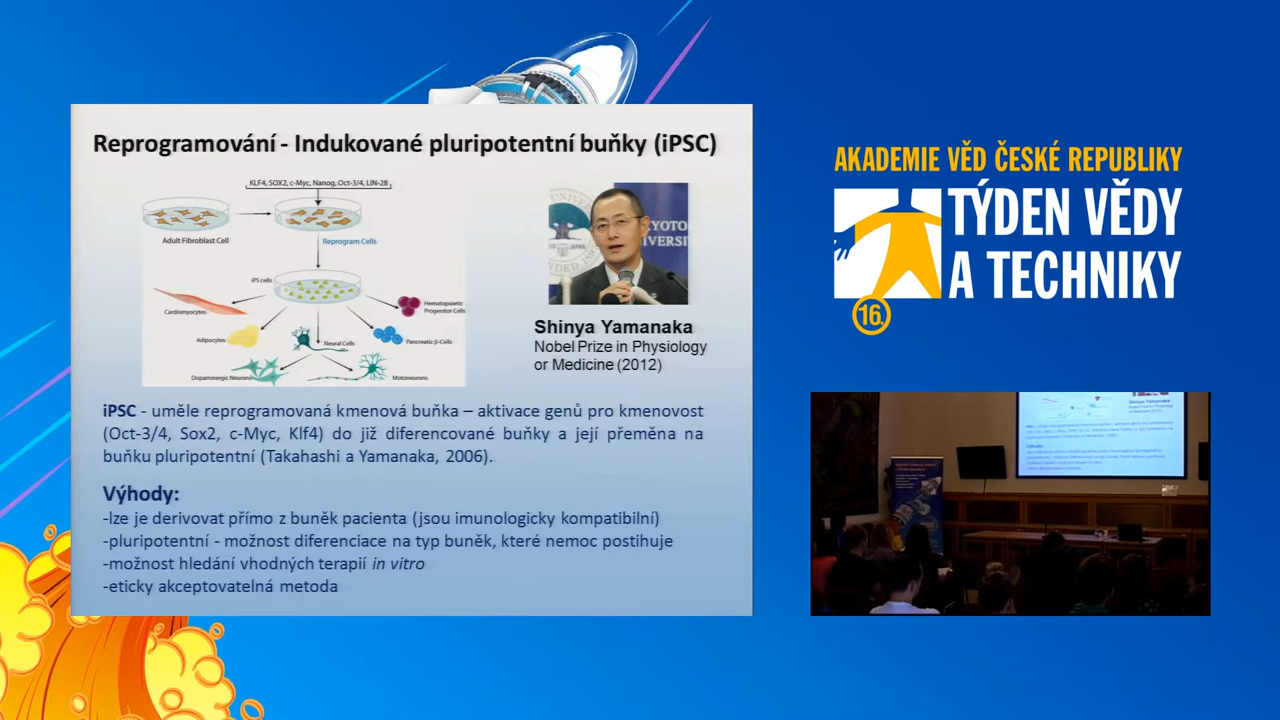 Reprogramování - Indukované pluripotentní buňky (iPSC)
KLF4, SOX2, c-Myc, Nanog, Oct-3/4, LIN-28
Adult Fibroblast Cell
Reprogram Cells
iPS cells
Cardiomyocytes
Hematopoietic
Progenitor Cells
Adipocytes
Neural Cells
Pancreatic β-Cells
Dopaminergic Neurons
Motoneurons
KYOTO
UNIVERSI
Shinya Yamanaka
Nobel Prize in Physiology
or Medicine (2012)
iPSC - uměle reprogramovaná kmenová buňka – aktivace genů pro kmenovost
(Oct-3/4, Sox2, c-Myc, Klf4) do již diferencované buňky a její přeměna na
buňku pluripotentní (Takahashi a Yamanaka, 2006).
Výhody:
-lze je derivovat přímo z buněk pacienta (jsou imunologicky kompatibilní)
-pluripotentní - možnost diferenciace na typ buněk, které nemoc postihuje
-možnost hledání vhodných terapií in vitro
-eticky akceptovatelná metoda
AKADEMIE VĚD ČESKÉ REPUBLIKY
TÝDEN VĚDY
A TECHNIKY
16.
Shinya Yamanaka
Výhody: